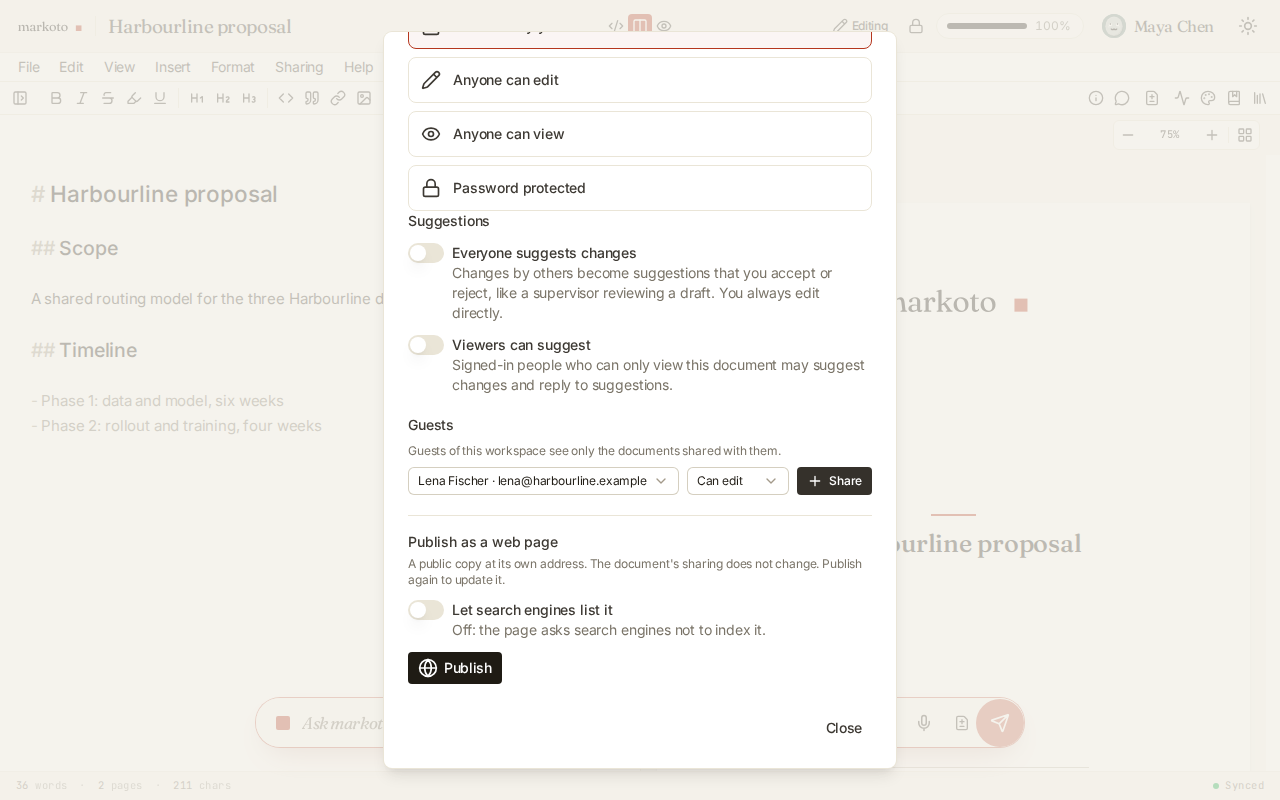 markoto
Harbourline proposal
Editing
100%
Maya Chen
File Edit View Insert Format Sharing Help
H1 H2 H3
75%
# Harbourline proposal
## Scope
A shared routing model for the three Harbourline d
## Timeline
- Phase 1: data and model, six weeks
- Phase 2: rollout and training, four weeks
Anyone can edit
Anyone can view
Password protected
Suggestions
Everyone suggests changes
Changes by others become suggestions that you accept or
reject, like a supervisor reviewing a draft. You always edit
directly.
Viewers can suggest
Signed-in people who can only view this document may suggest
changes and reply to suggestions.
Guests
Guests of this workspace see only the documents shared with them.
Lena Fischer · lena@harbourline.example
Can edit
Share
Publish as a web page
A public copy at its own address. The document's sharing does not change. Publish
again to update it.
Let search engines list it
Off: the page asks search engines not to index it.
Publish
Close
narkoto
ourline proposal
Ask markot
36 words · 2 pages · 211 chars
Synced